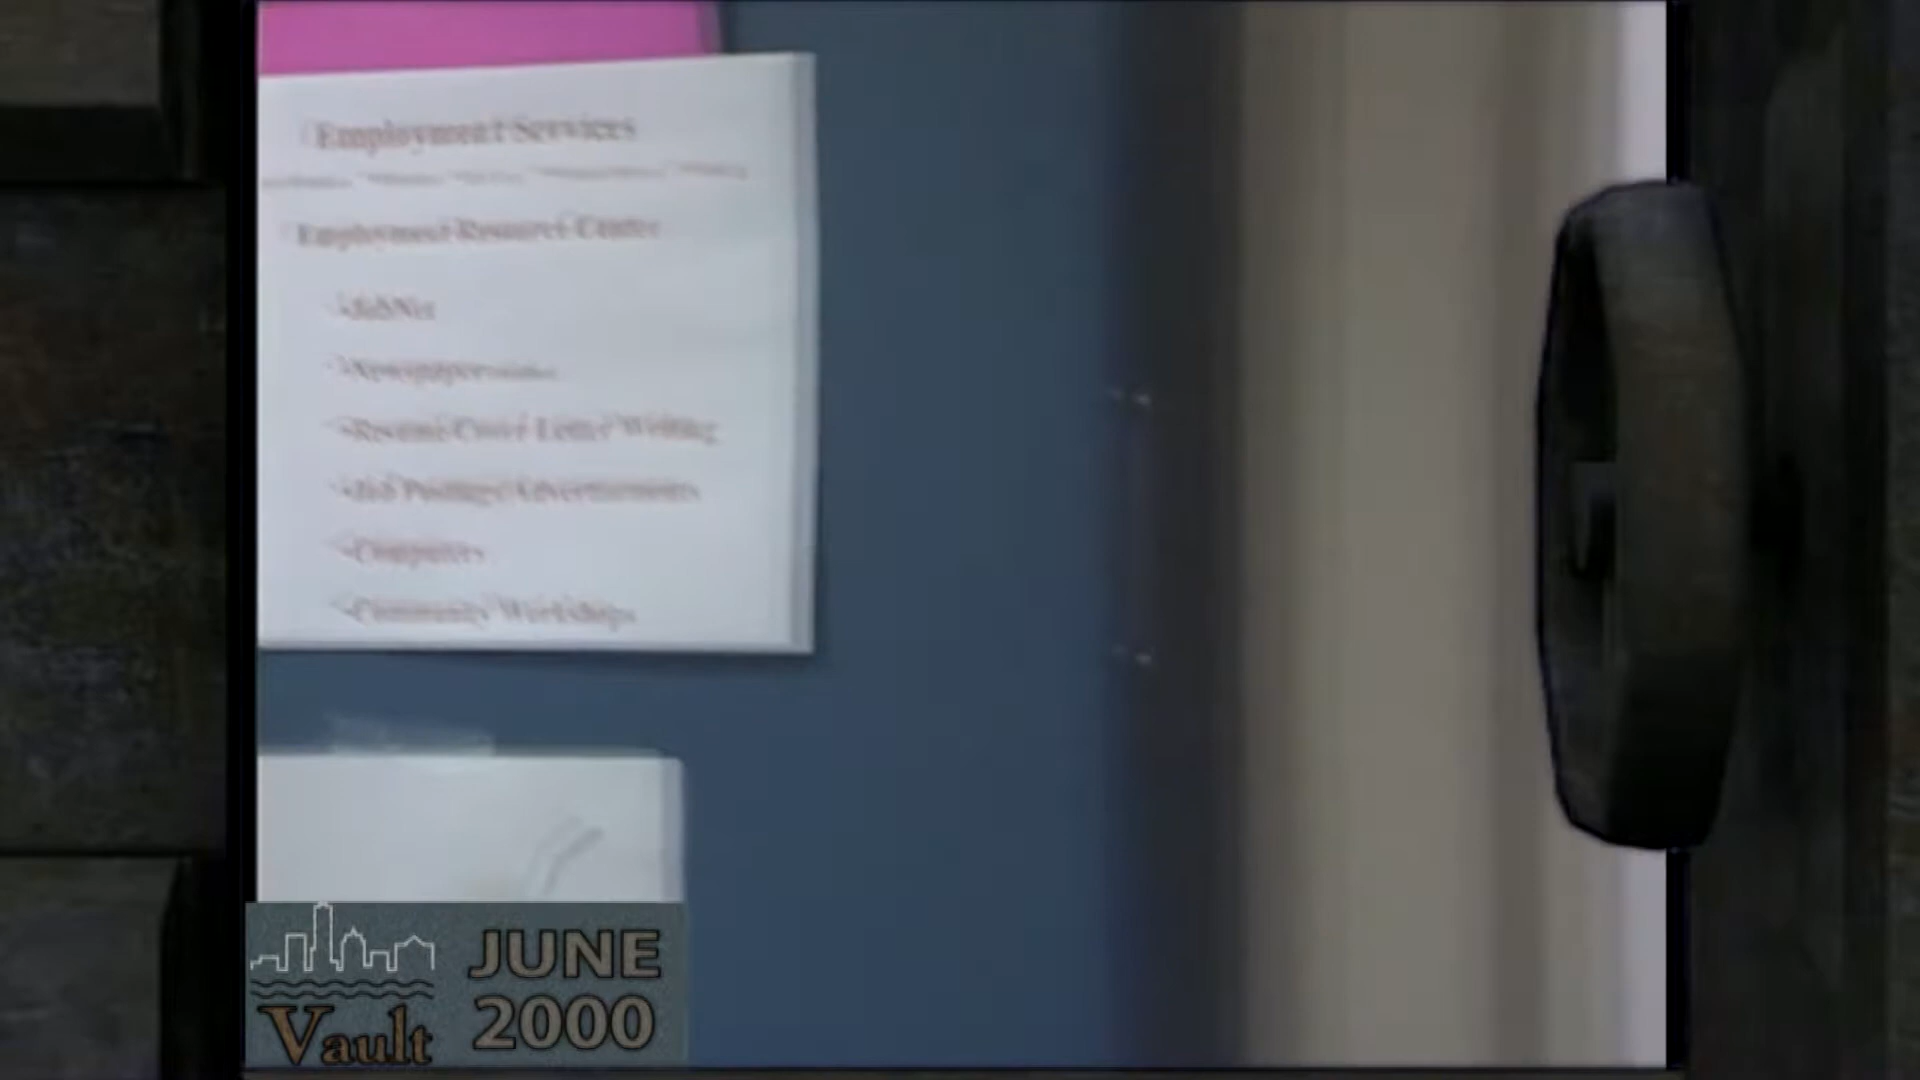 Employment Services
Employment Resource Center
-JobNet
-Newspapers
-Resume/Cover Letter Writing
-Job Postings/Advertisements
-Computers
-Community Workshops
JUNE
2000
Vault